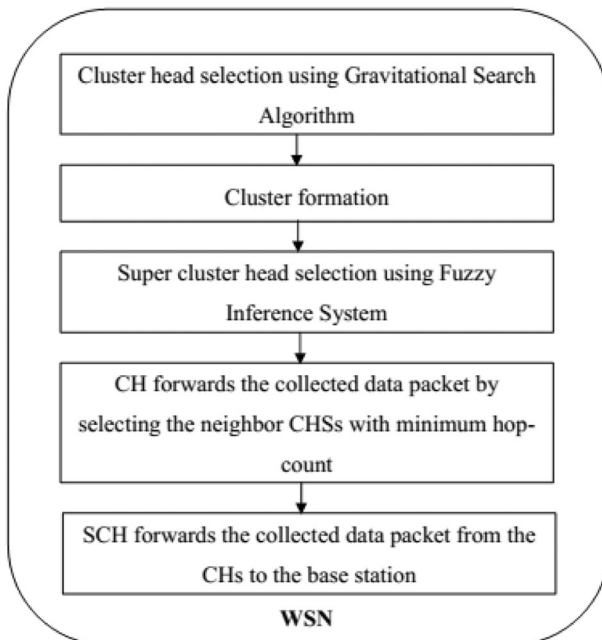 Cluster head selection using Gravitational Search
Algorithm
Cluster formation
Super cluster head selection using Fuzzy
Inference System
CH forwards the collected data packet by
selecting the neighbor CHSs with minimum hop-
count
SCH forwards the collected data packet from the
CHs to the base station
WSN